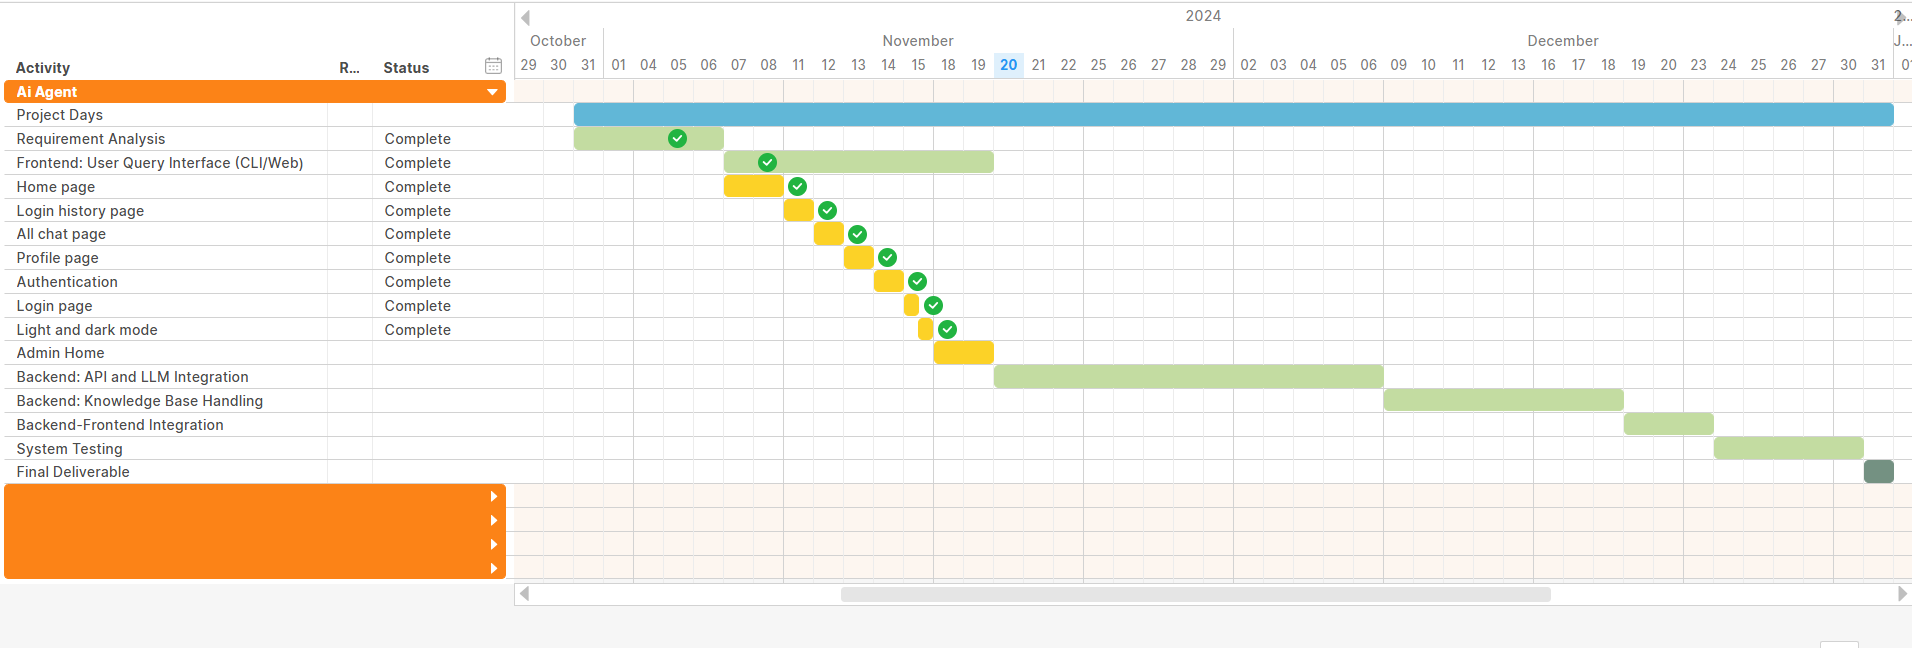 2024
2...
October November December J...
Activity R... Status 29 30 31 01 04 05 06 07 08 11 12 13 14 15 18 19 20 21 22 25 26 27 28 29 02 03 04 05 06 09 10 11 12 13 16 17 18 19 20 23 24 25 26 27 30 31 01
Ai Agent
Project Days
Requirement Analysis Complete
Frontend: User Query Interface (CLI/Web) Complete
Home page Complete
Login history page Complete
All chat page Complete
Profile page Complete
Authentication Complete
Login page Complete
Light and dark mode Complete
Admin Home
Backend: API and LLM Integration
Backend: Knowledge Base Handling
Backend-Frontend Integration
System Testing
Final Deliverable